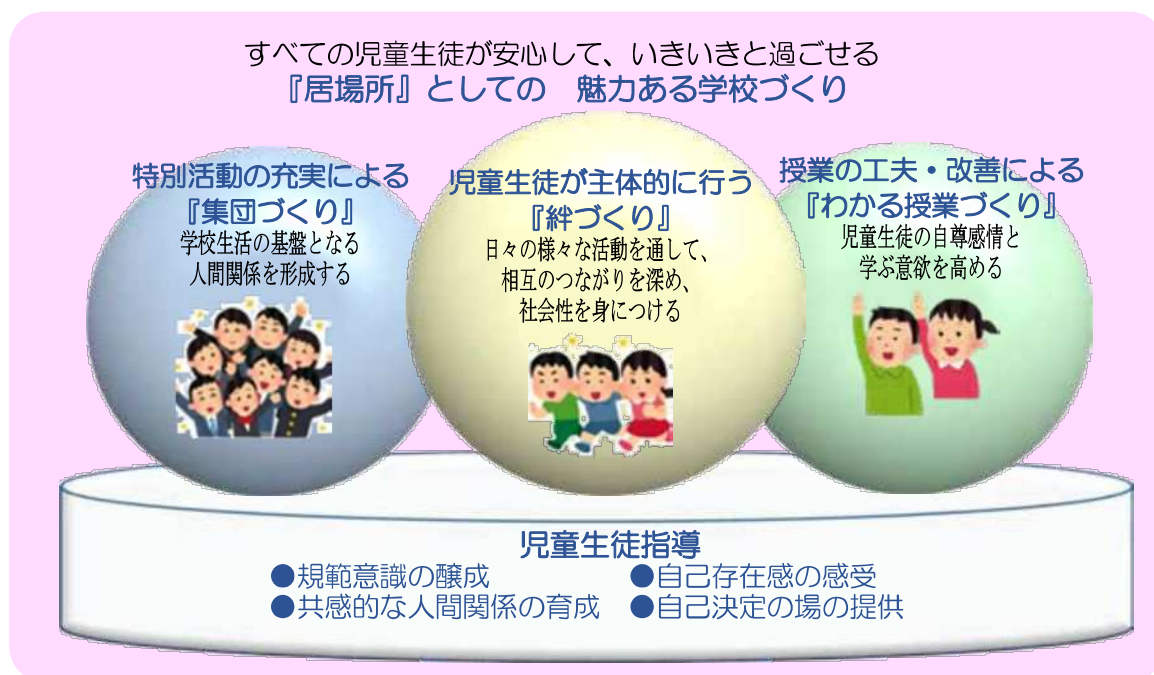 すべての児童生徒が安心して、いきいきと過ごせる
『居場所』としての　魅力ある学校づくり
特別活動の充実による
『集団づくり』
学校生活の基盤となる
人間関係を形成する
児童生徒が主体的に行う
『絆づくり』
日々の様々な活動を通して、
相互のつながりを深め、
社会性を身につける
授業の工夫・改善による
『わかる授業づくり』
児童生徒の自尊感情と
学ぶ意欲を高める
児童生徒指導
●規範意識の醸成　●自己存在感の感受
●共感的な人間関係の育成　●自己決定の場の提供